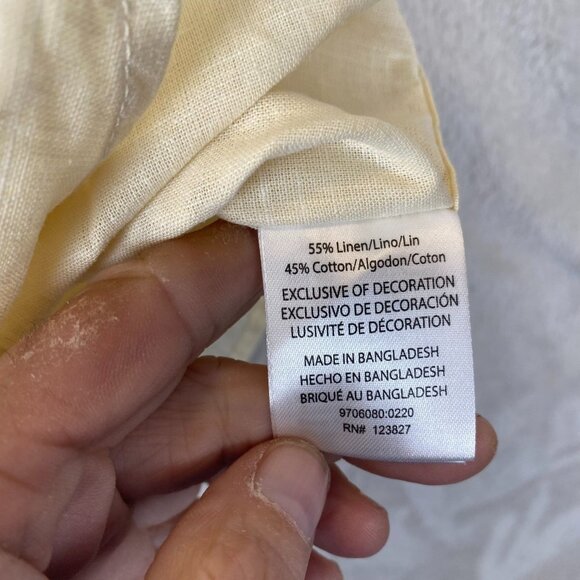 55% Linen/Lino/Lin
45% Cotton/Algodon/Coton
EXCLUSIVE OF DECORATION
EXCLUSIVO DE DECORACIÓN
LUSIVITÉ DE DÉCORATION
MADE IN BANGLADESH
HECHO EN BANGLADESH
BRIQUÉ AU BANGLADESH
9706080:0220
RN# 123827